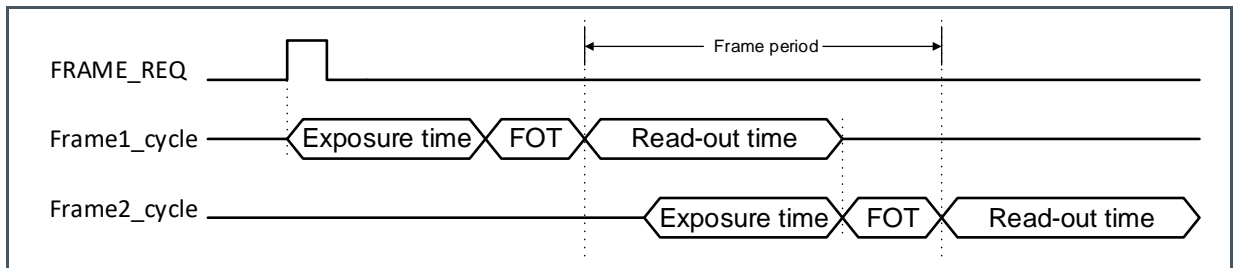 Frame period
FRAME_REQ
Frame1_cycle Exposure time FOT Read-out time
Frame2_cycle Exposure time FOT Read-out time